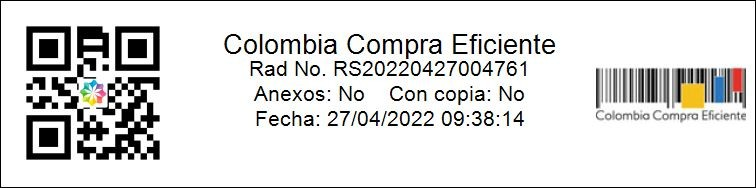 Colombia Compra Eficiente
Rad No. RS20220427004761
Anexos: No    Con copia: No
Fecha: 27/04/2022 09:38:14
Colombia Compra Eficiente